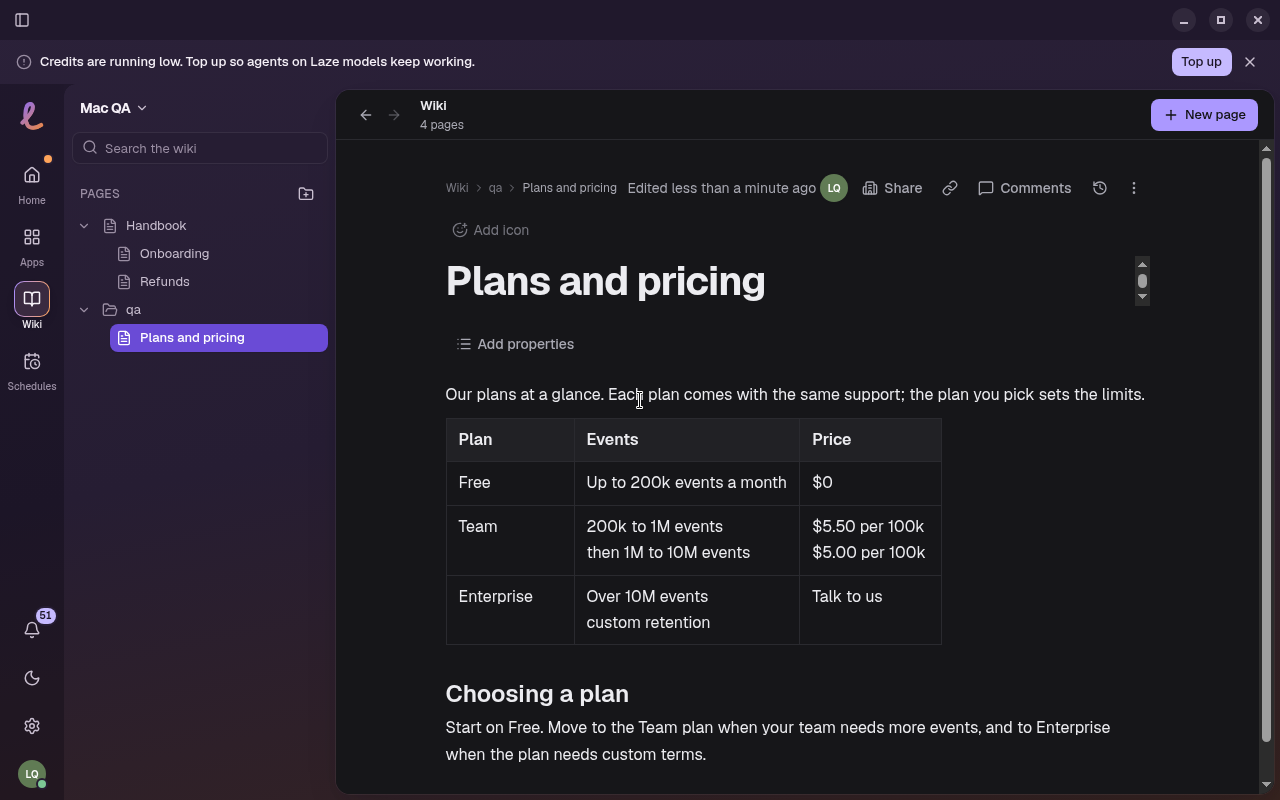 Credits are running low. Top up so agents on Laze models keep working.
Top up
Mac QA
Search the wiki
PAGES
Handbook
Onboarding
Refunds
qa
Plans and pricing
Home
Apps
Wiki
Schedules
51
LQ
Wiki
4 pages
New page
Wiki > qa > Plans and pricing Edited less than a minute ago LQ Share Comments
Add icon
Plans and pricing
Add properties
Our plans at a glance. Each plan comes with the same support; the plan you pick sets the limits.
Plan Events Price
Free Up to 200k events a month $0
Team 200k to 1M events $5.50 per 100k
then 1M to 10M events $5.00 per 100k
Enterprise Over 10M events Talk to us
custom retention
Choosing a plan
Start on Free. Move to the Team plan when your team needs more events, and to Enterprise
when the plan needs custom terms.